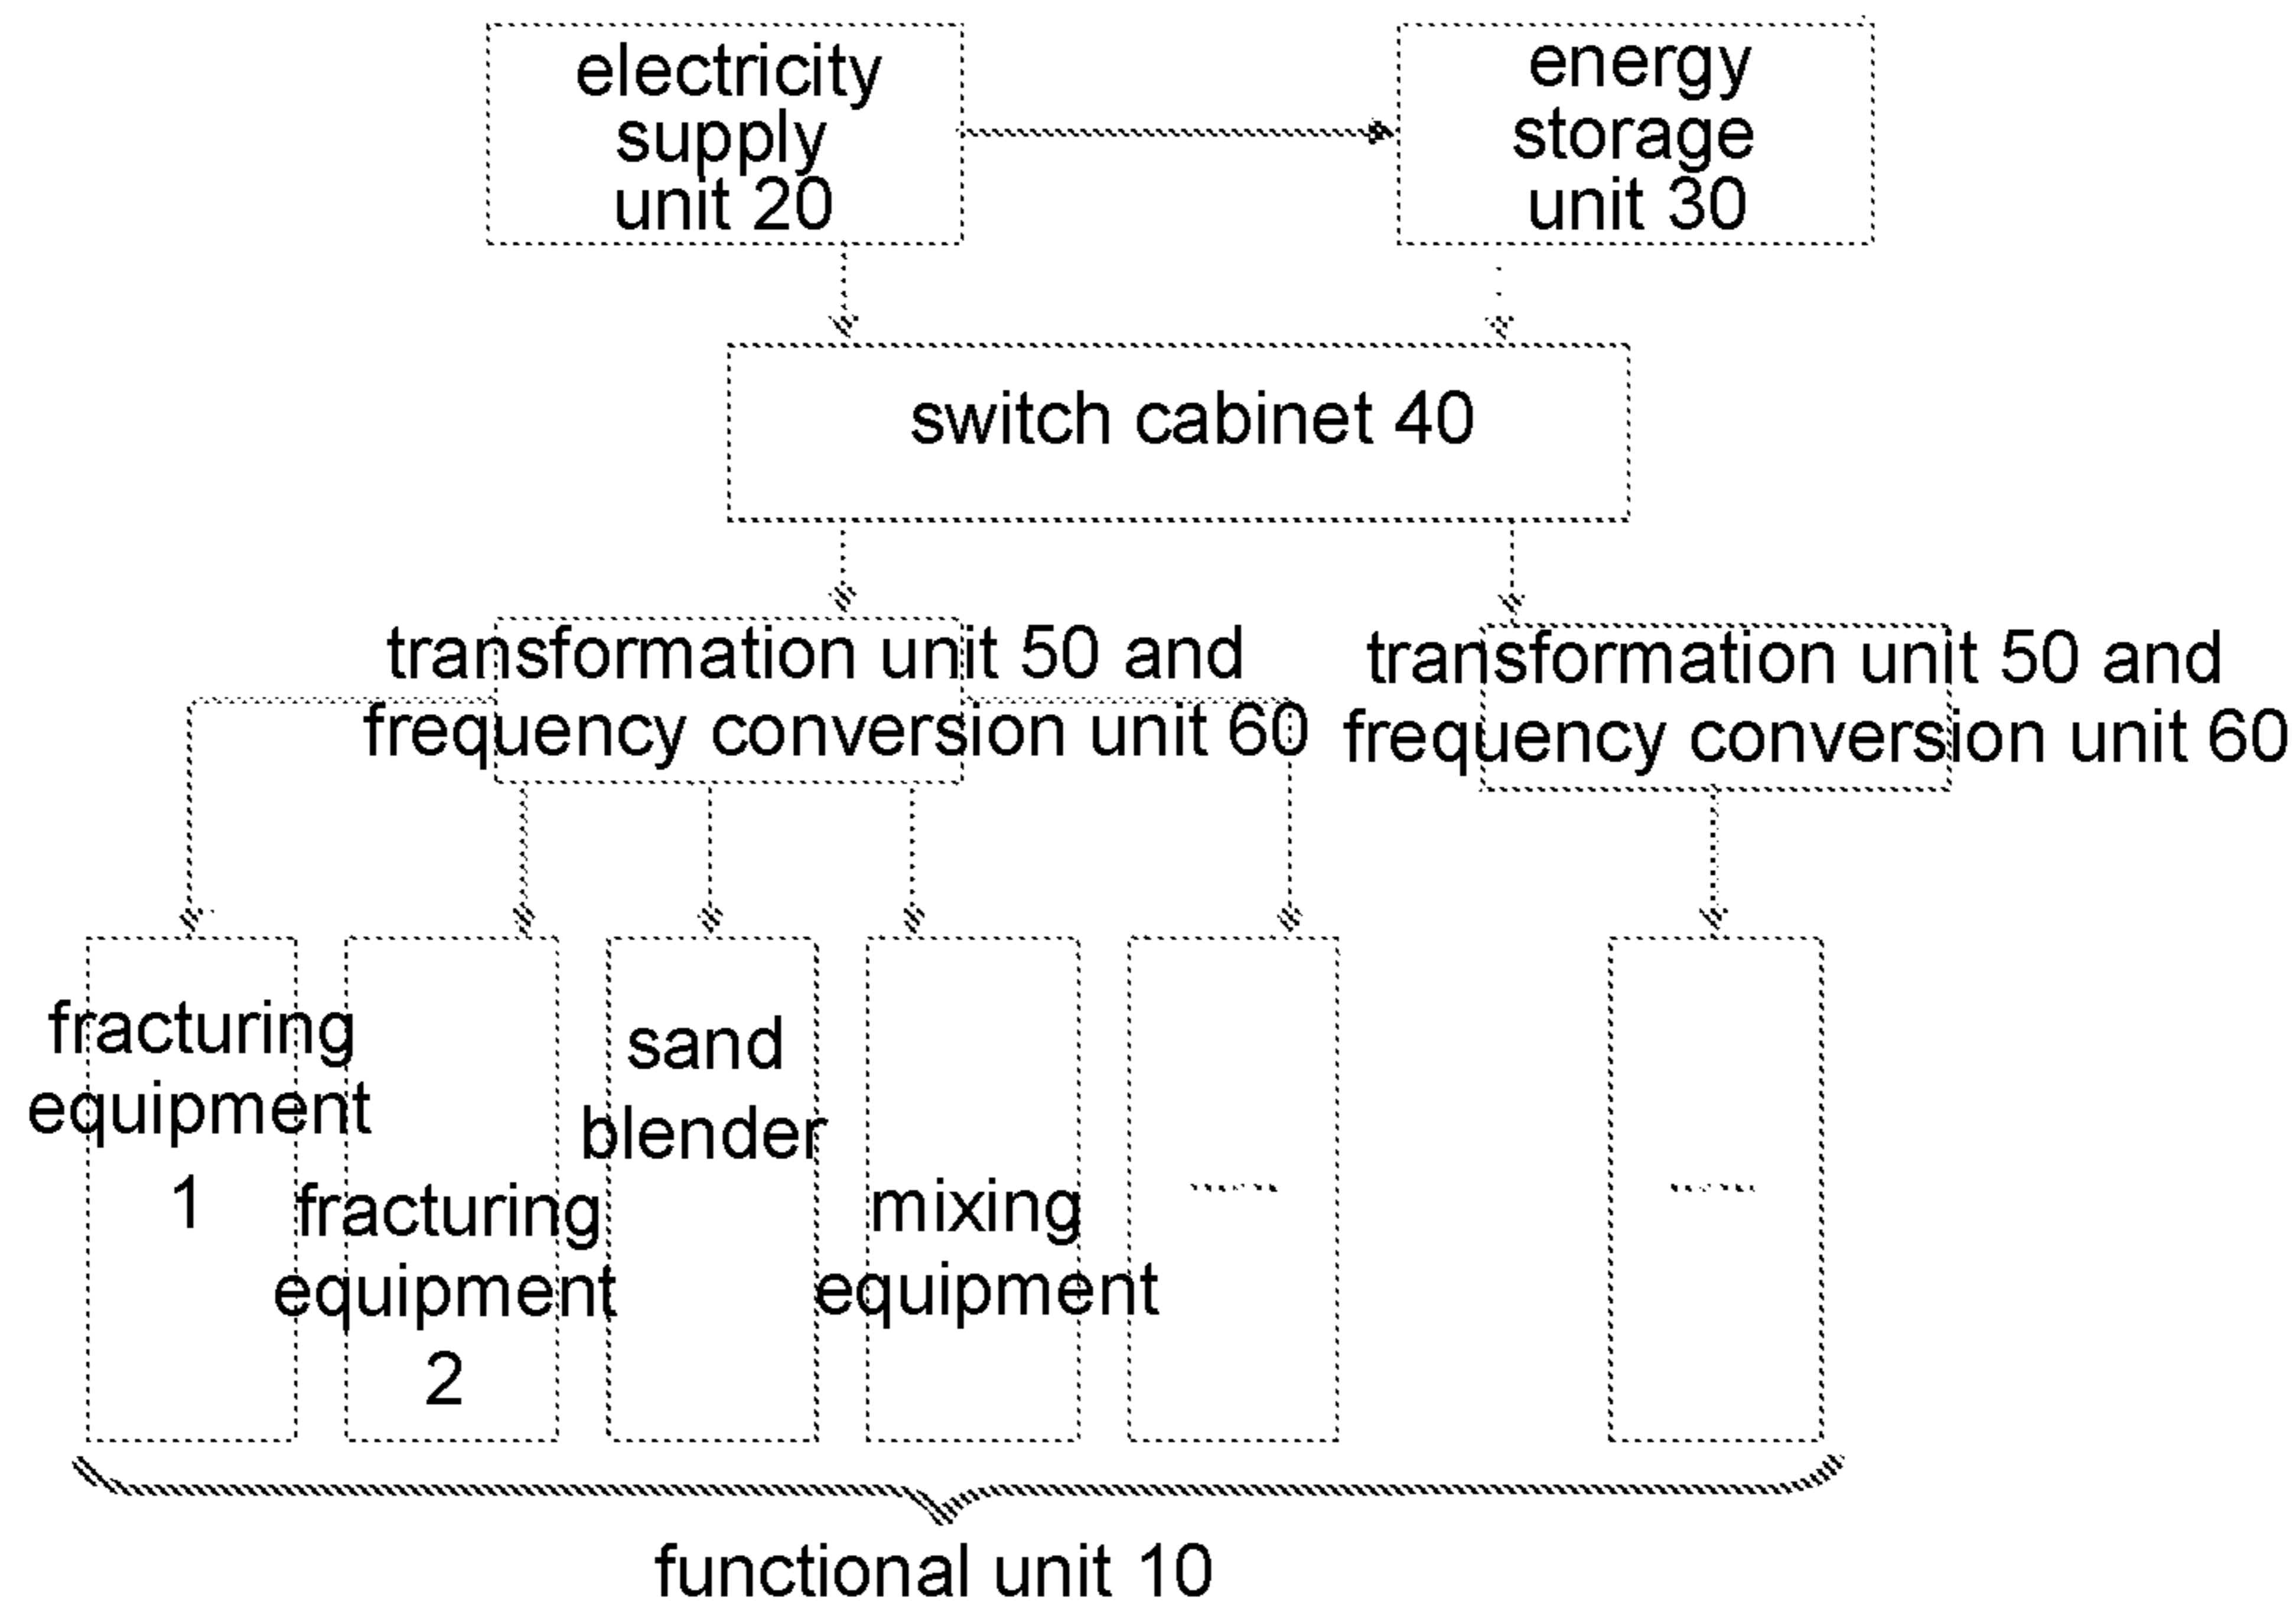 electricity
supply
unit 20
energy
storage
unit 30
switch cabinet 40
transformation unit 50 and
frequency conversion unit 60
transformation unit 50 and
frequency conversion unit 60
fracturing
equipment
1
fracturing
equipment
2
sand
blender
mixing
equipment
......
......
functional unit 10